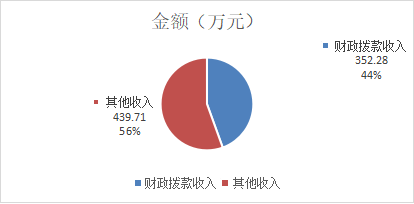 金额（万元）
财政拨款收入
352.28
44%
其他收入
439.71
56%
财政拨款收入 其他收入